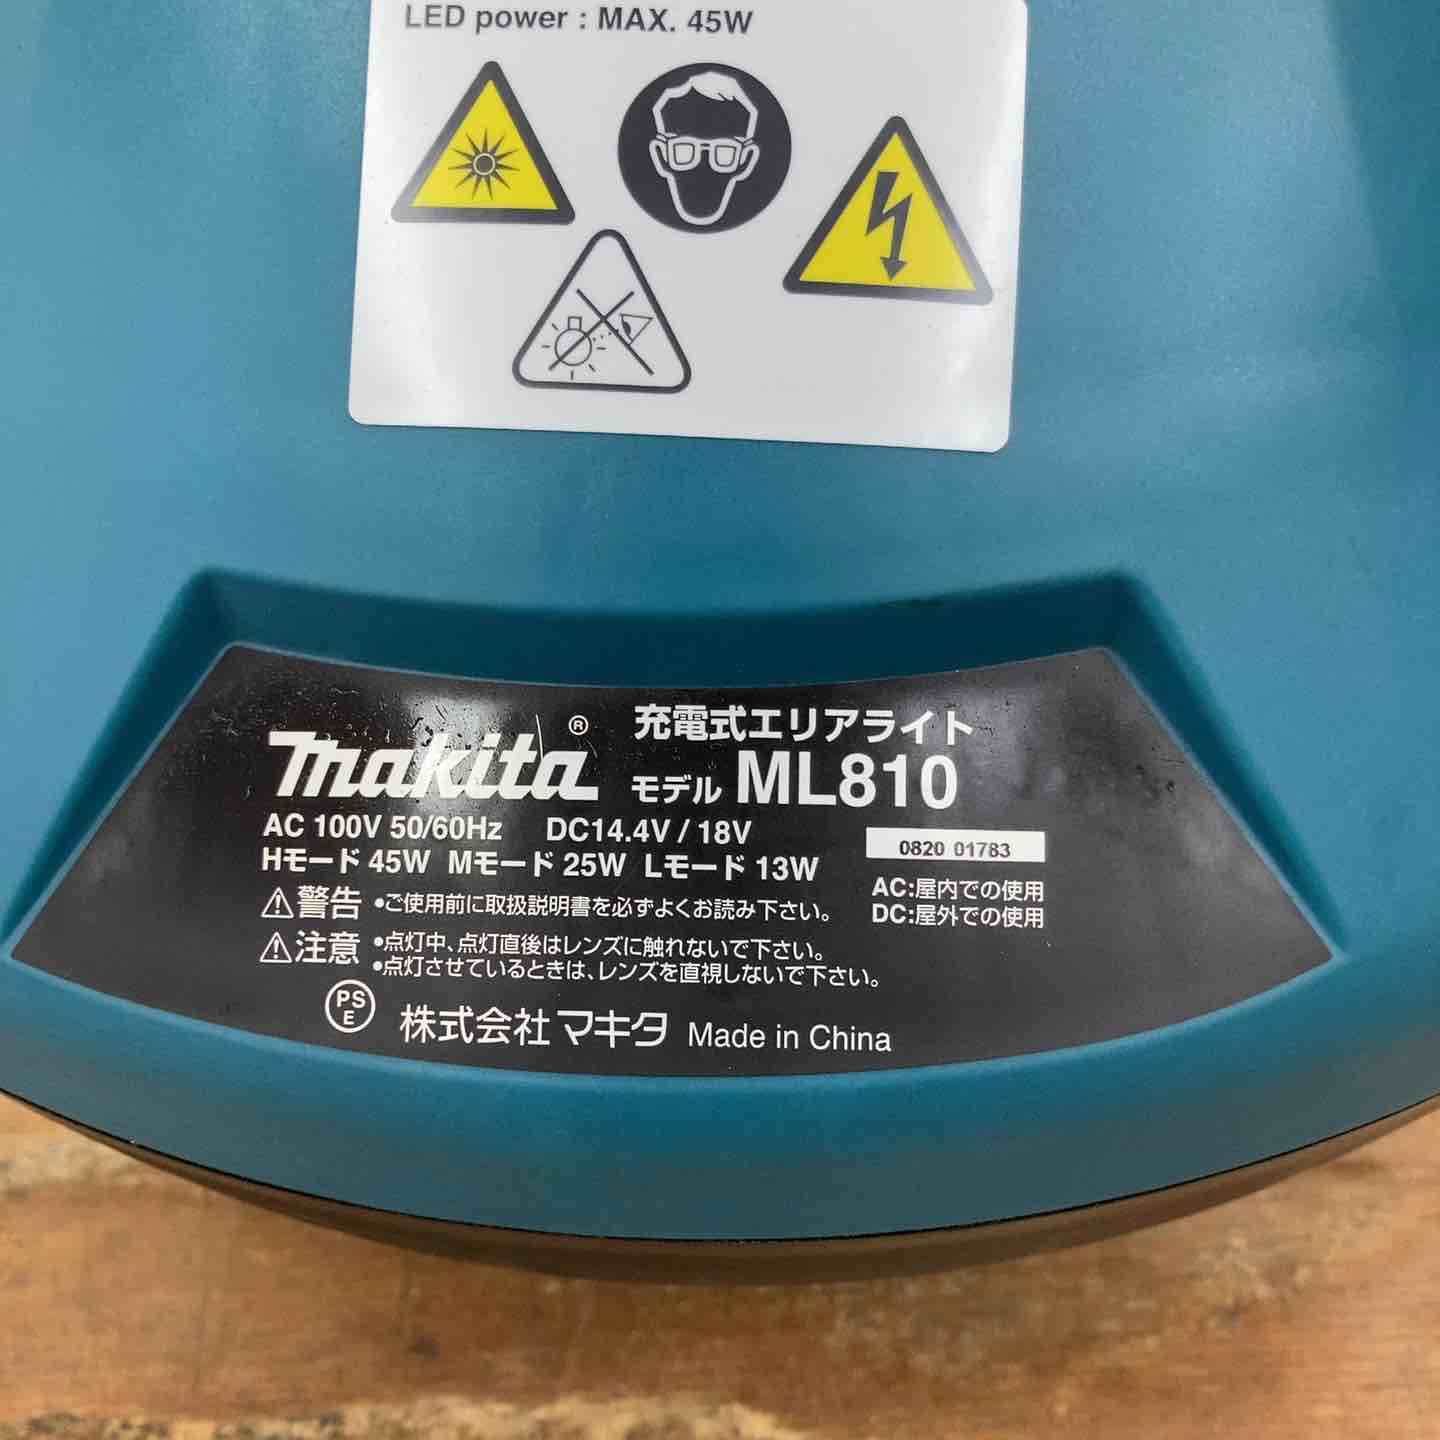 LED power : MAX. 45W
makita® 充電式エリアライト
モデル ML810
AC 100V 50/60Hz DC14.4V / 18V
Hモード 45W Mモード 25W Lモード 13W
0820 01783
AC:屋内での使用
DC:屋外での使用
⚠警告 •ご使用前に取扱説明書を必ずよくお読み下さい。
⚠注意 •点灯中、点灯直後はレンズに触れないで下さい。
•点灯させているときは、レンズを直視しないで下さい。
PS
E
株式会社マキタ Made in China